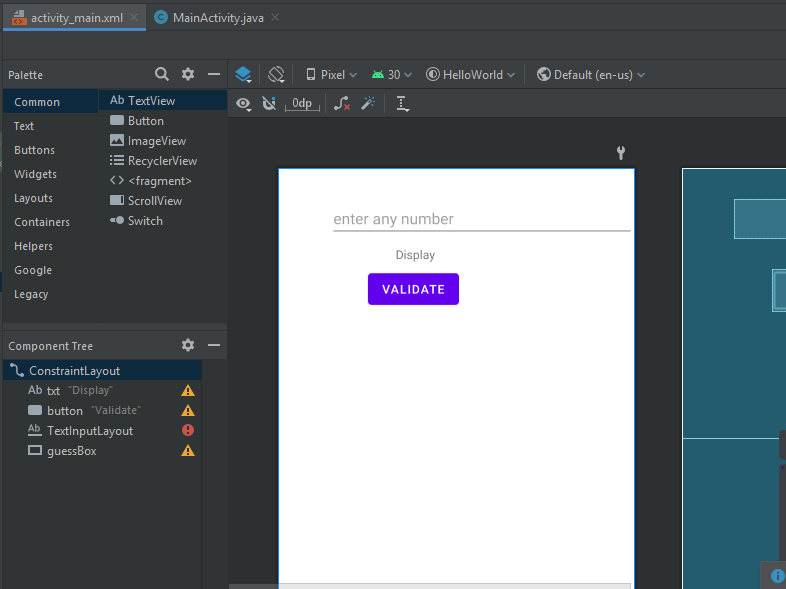 activity_main.xml MainActivity.java
Palette Pixel 30 HelloWorld Default (en-us)
Common Ab TextView 0dp
Text Button
Buttons ImageView
Widgets RecyclerView
Layouts <fragment>
Containers ScrollView
Helpers Switch
Google
Legacy
enter any number
Display
VALIDATE
Component Tree
ConstraintLayout
Ab txt "Display"
button "Validate"
Ab TextInputLayout
guessBox